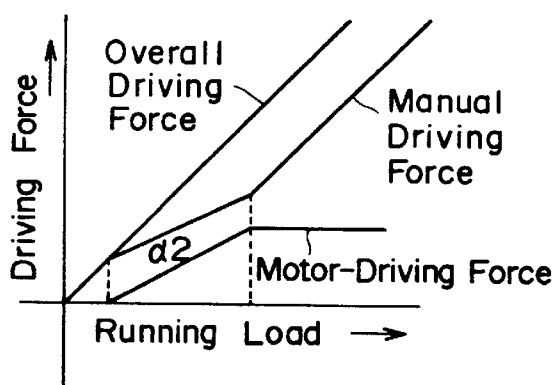 Overall
Driving
Force
Manual
Driving
Force
Driving Force
α2
Motor-Driving Force
Running Load